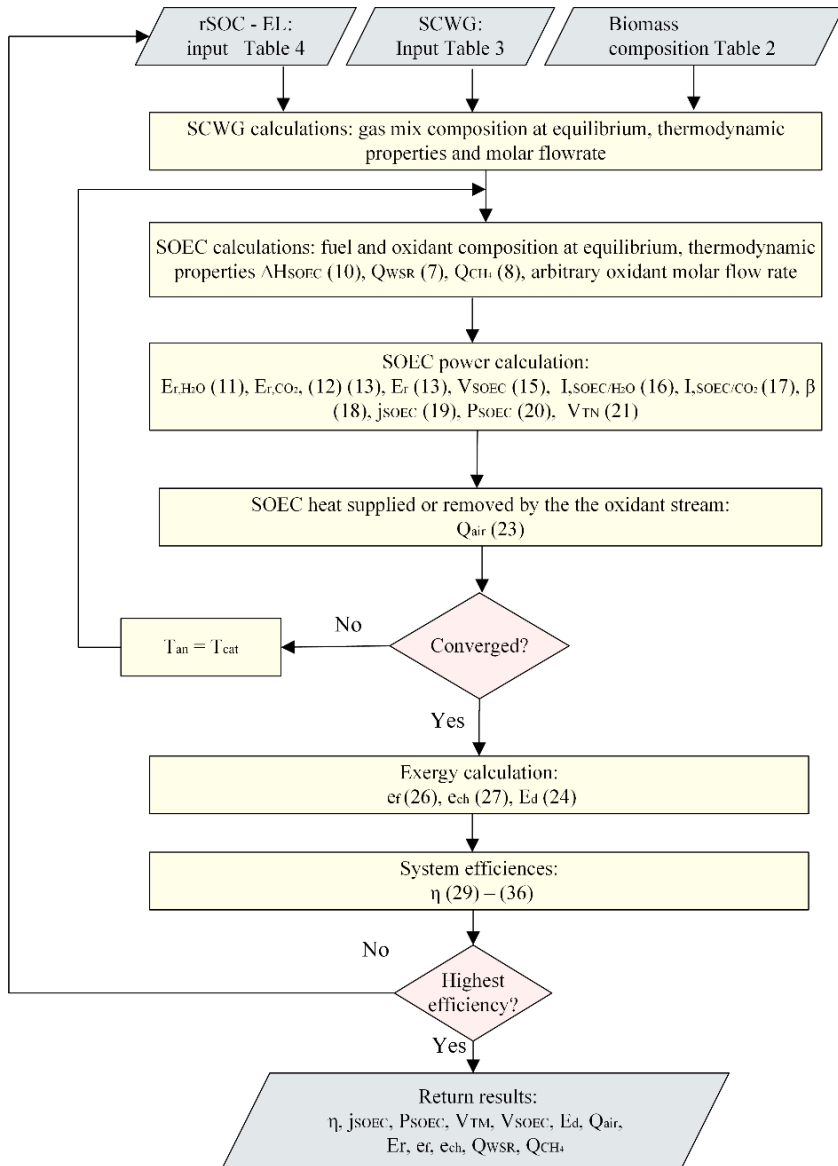 rSOC - EL:
input Table 4
SCWG:
Input Table 3
Biomass
composition Table 2
SCWG calculations: gas mix composition at equilibrium, thermodynamic
properties and molar flowrate
SOEC calculations: fuel and oxidant composition at equilibrium, thermodynamic
properties ΔHSOEC (10), QWSR (7), QCH₄ (8), arbitrary oxidant molar flow rate
SOEC power calculation:
Er,H₂O (11), Er,CO₂, (12) (13), Er (13), VSOEC (15), I,SOEC/H₂O (16), I,SOEC/CO₂ (17), β
(18), jSOEC (19), PSOEC (20), VTN (21)
SOEC heat supplied or removed by the the oxidant stream:
Qair (23)
Converged?
No
Tan = Tcat
Yes
Exergy calculation:
ef (26), ech (27), Ed (24)
System efficiences:
η (29) – (36)
No
Highest
efficiency?
Yes
Return results:
η, jSOEC, PSOEC, VTM, VSOEC, Ed, Qair,
Er, ef, ech, QWSR, QCH₄